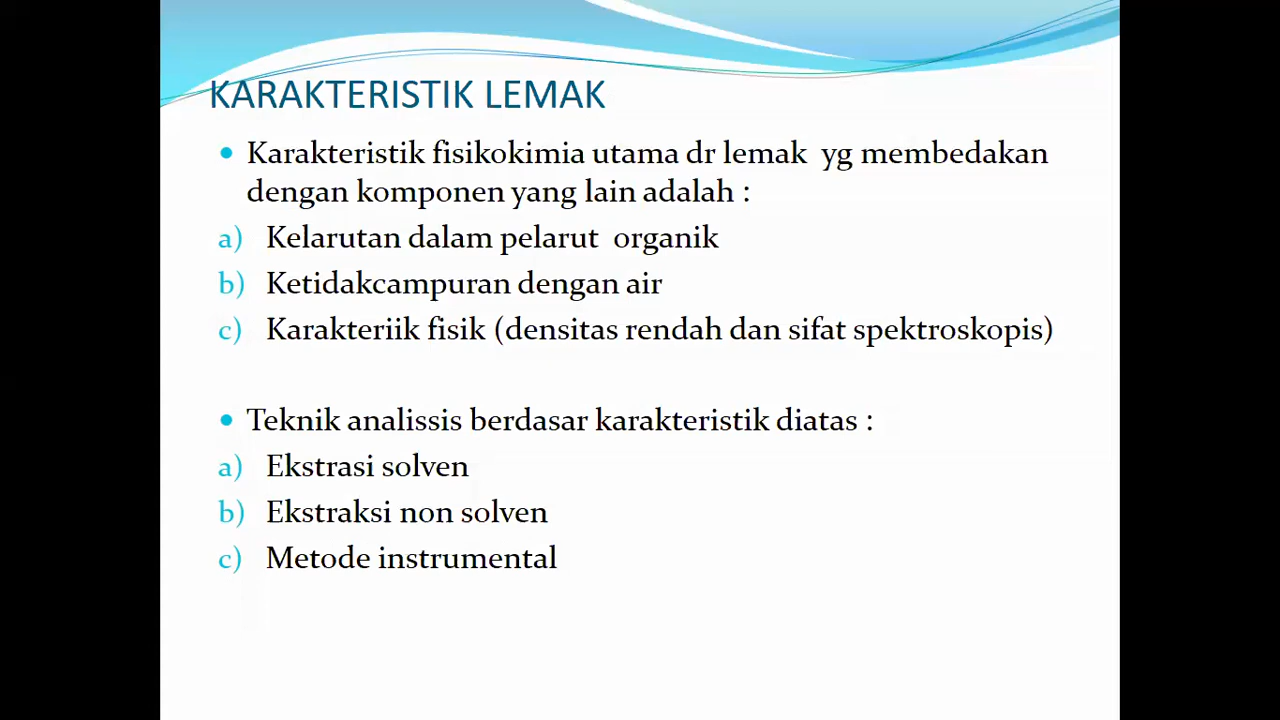 KARAKTERISTIK LEMAK
• Karakteristik fisikokimia utama dr lemak yg membedakan
dengan komponen yang lain adalah :
a) Kelarutan dalam pelarut organik
b) Ketidakcampuran dengan air
c) Karakteriik fisik (densitas rendah dan sifat spektroskopis)
• Teknik analissis berdasar karakteristik diatas :
a) Ekstrasi solven
b) Ekstraksi non solven
c) Metode instrumental